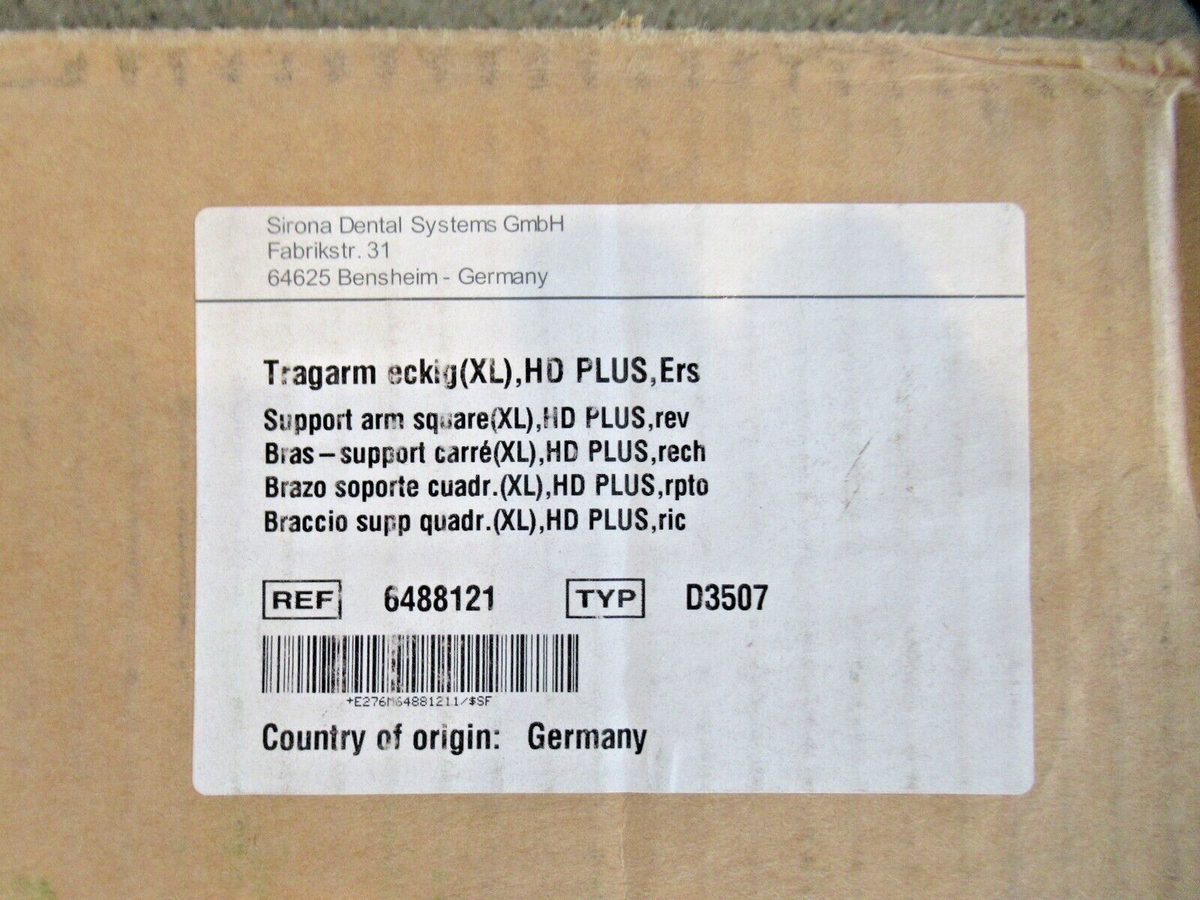 Sirona Dental Systems GmbH
Fabrikstr. 31
64625 Bensheim - Germany
Tragarm eckig(XL),HD PLUS,Ers
Support arm square(XL),HD PLUS,rev
Bras–support carré(XL),HD PLUS,rech
Brazo soporte cuadr.(XL),HD PLUS,rpto
Braccio supp quadr.(XL),HD PLUS,ric
REF 6488121 TYP D3507
+E276M64881211/$SF
Country of origin: Germany